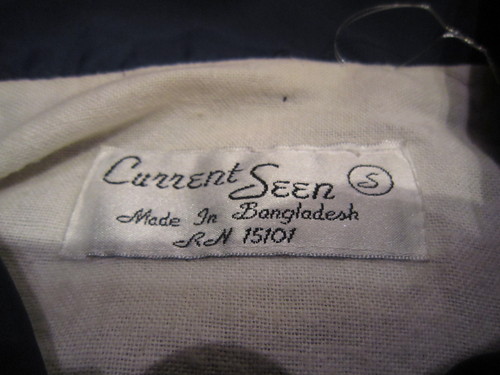 Current Seen S
Made In Bangladesh
RN 15101